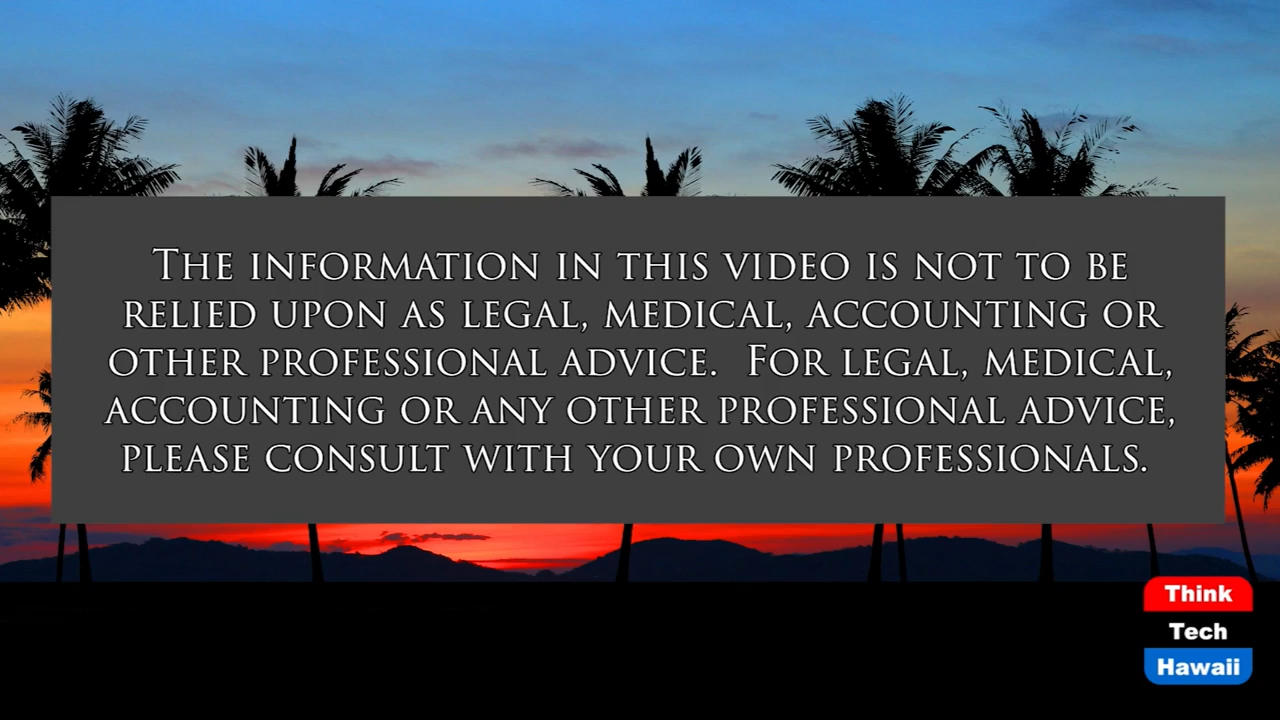 The information in this video is not to be
relied upon as legal, medical, accounting or
other professional advice.  For legal, medical,
accounting or any other professional advice,
please consult with your own professionals.
Think
Tech
Hawaii